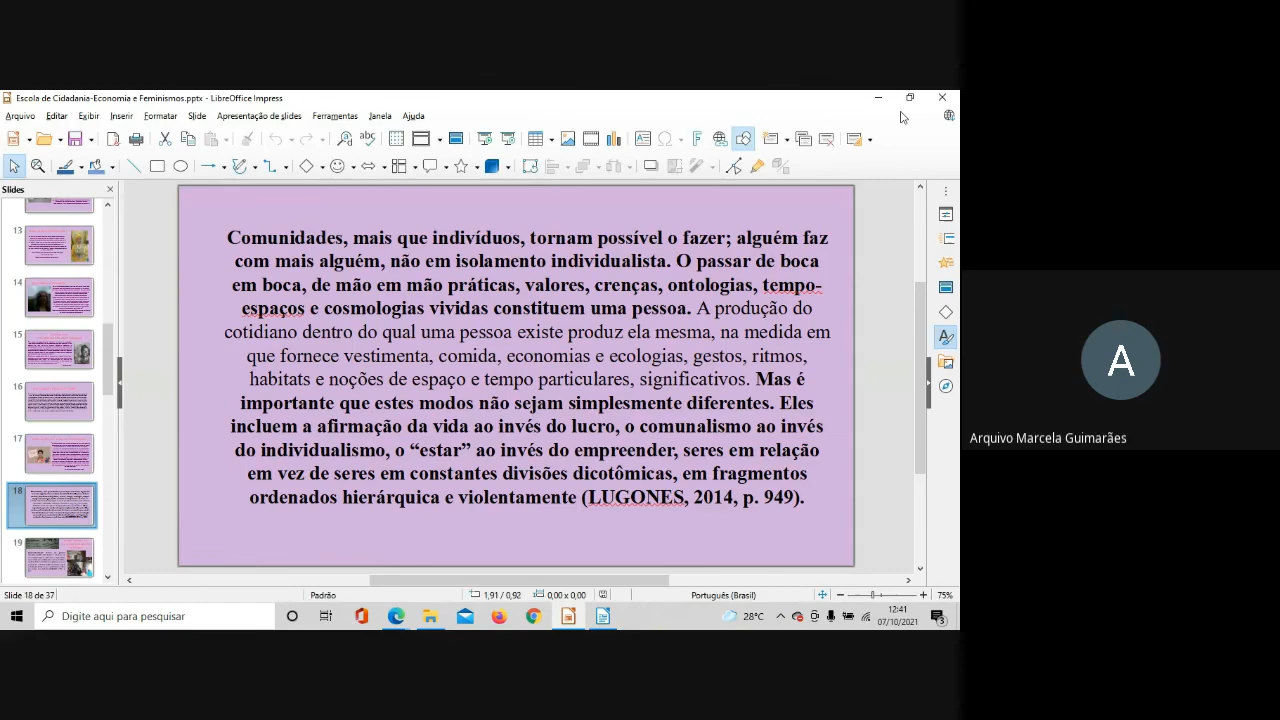 Escola de Cidadania-Economia e Feminismos.pptx - LibreOffice Impress
Arquivo Editar Exibir Inserir Formatar Slide Apresentação de slides Ferramentas Janela Ajuda
Slides
13
14
15
16
17
18
19
Comunidades, mais que indivíduos, tornam possível o fazer; alguém faz
com mais alguém, não em isolamento individualista. O passar de boca
em boca, de mão em mão práticas, valores, crenças, ontologias, tempo-
espaços e cosmologias vividas constituem uma pessoa. A produção do
cotidiano dentro do qual uma pessoa existe produz ela mesma, na medida em
que fornece vestimenta, comida, economias e ecologias, gestos, ritmos,
habitats e noções de espaço e tempo particulares, significativos. Mas é
importante que estes modos não sejam simplesmente diferentes. Eles
incluem a afirmação da vida ao invés do lucro, o comunalismo ao invés
do individualismo, o “estar” ao invés do empreender, seres em relação
em vez de seres em constantes divisões dicotômicas, em fragmentos
ordenados hierárquica e violentamente (LUGONES, 2014, p. 949).
A
Arquivo Marcela Guimarães
Slide 18 de 37 Padrão 1,91 / 0,92 0,00 x 0,00 Português (Brasil) 75%
Digite aqui para pesquisar 28°C 12:41
07/10/2021 3